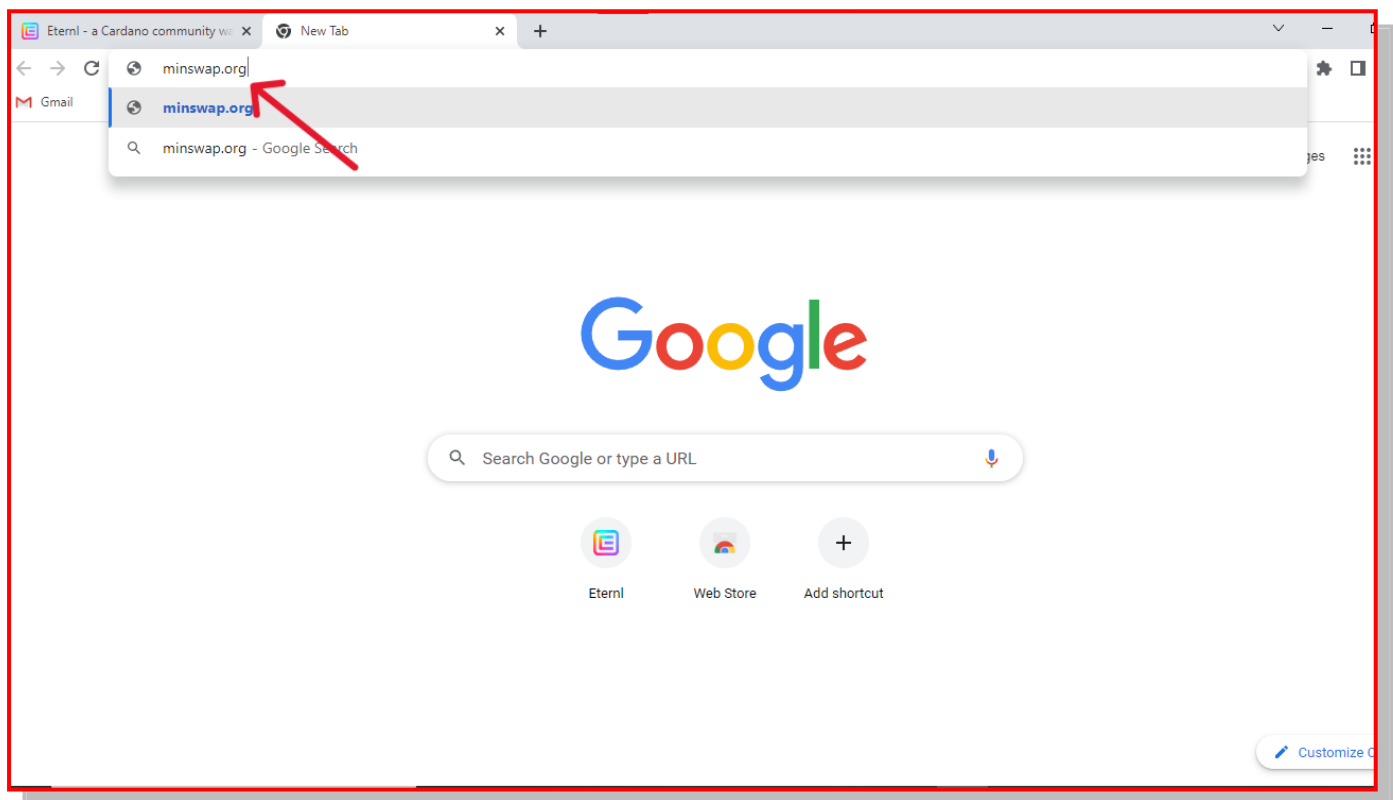 Eternl - a Cardano community wa
New Tab
minswap.org
Gmail
minswap.org
minswap.org - Google Search
ges
Google
Search Google or type a URL
Eternl
Web Store
Add shortcut
Customize C